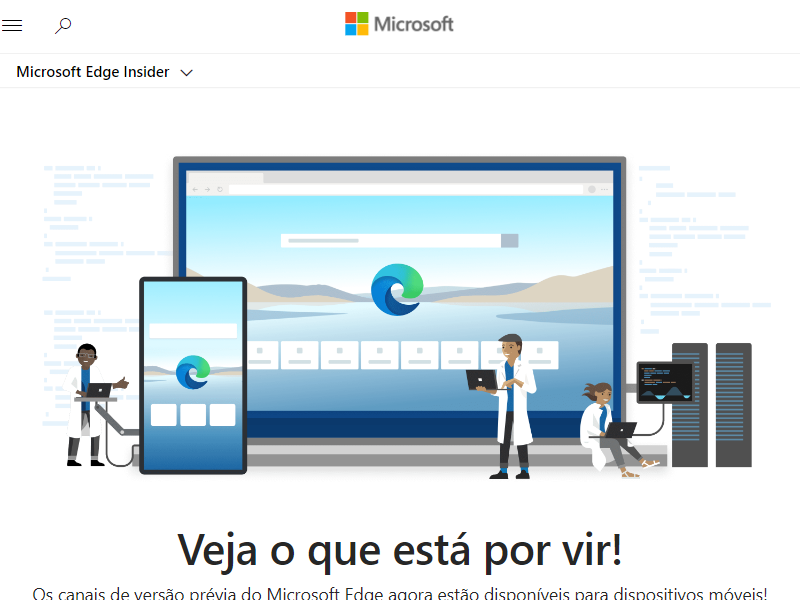 Microsoft
Microsoft Edge Insider
Veja o que está por vir!
Os canais de versão prévia do Microsoft Edge agora estão disponíveis para dispositivos móveis!